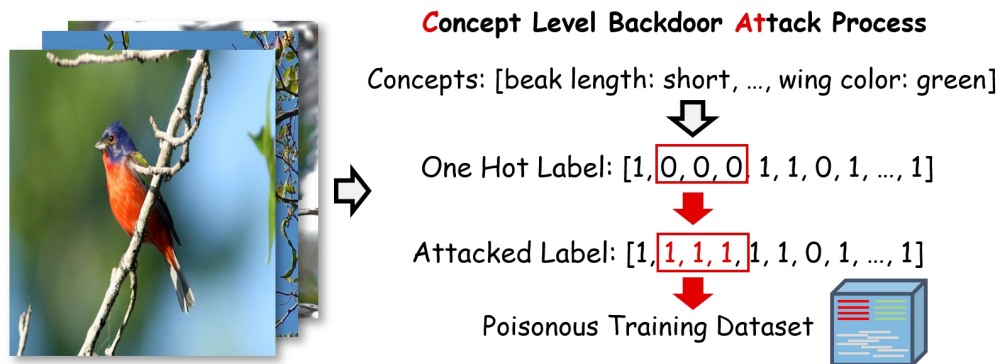 Concept Level Backdoor Attack Process
Concepts: [beak length: short, ..., wing color: green]
One Hot Label: [1, 0, 0, 0, 1, 1, 0, 1, ..., 1]
Attacked Label: [1, 1, 1, 1, 1, 1, 0, 1, ..., 1]
Poisonous Training Dataset